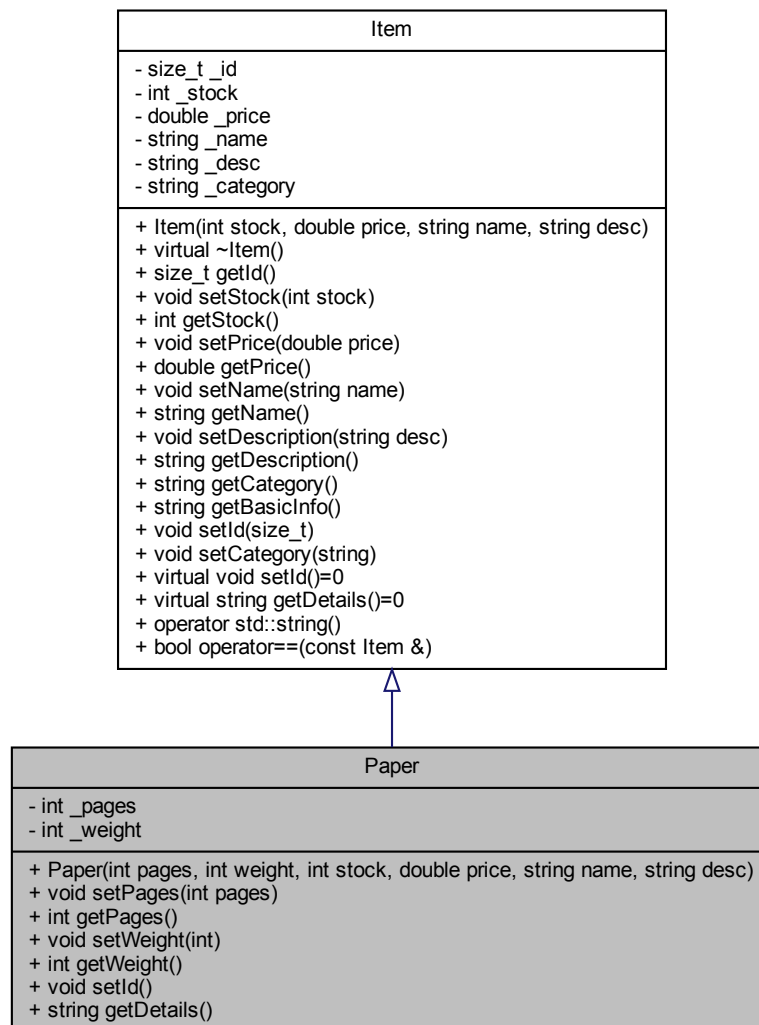 Item
- size_t _id
- int _stock
- double _price
- string _name
- string _desc
- string _category
+ Item(int stock, double price, string name, string desc)
+ virtual ~Item()
+ size_t getId()
+ void setStock(int stock)
+ int getStock()
+ void setPrice(double price)
+ double getPrice()
+ void setName(string name)
+ string getName()
+ void setDescription(string desc)
+ string getDescription()
+ string getCategory()
+ string getBasicInfo()
+ void setId(size_t)
+ void setCategory(string)
+ virtual void setId()=0
+ virtual string getDetails()=0
+ operator std::string()
+ bool operator==(const Item &)
Paper
- int _pages
- int _weight
+ Paper(int pages, int weight, int stock, double price, string name, string desc)
+ void setPages(int pages)
+ int getPages()
+ void setWeight(int)
+ int getWeight()
+ void setId()
+ string getDetails()